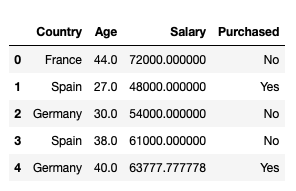 Country Age Salary Purchased
0 France 44.0 72000.000000 No
1 Spain 27.0 48000.000000 Yes
2 Germany 30.0 54000.000000 No
3 Spain 38.0 61000.000000 No
4 Germany 40.0 63777.777778 Yes